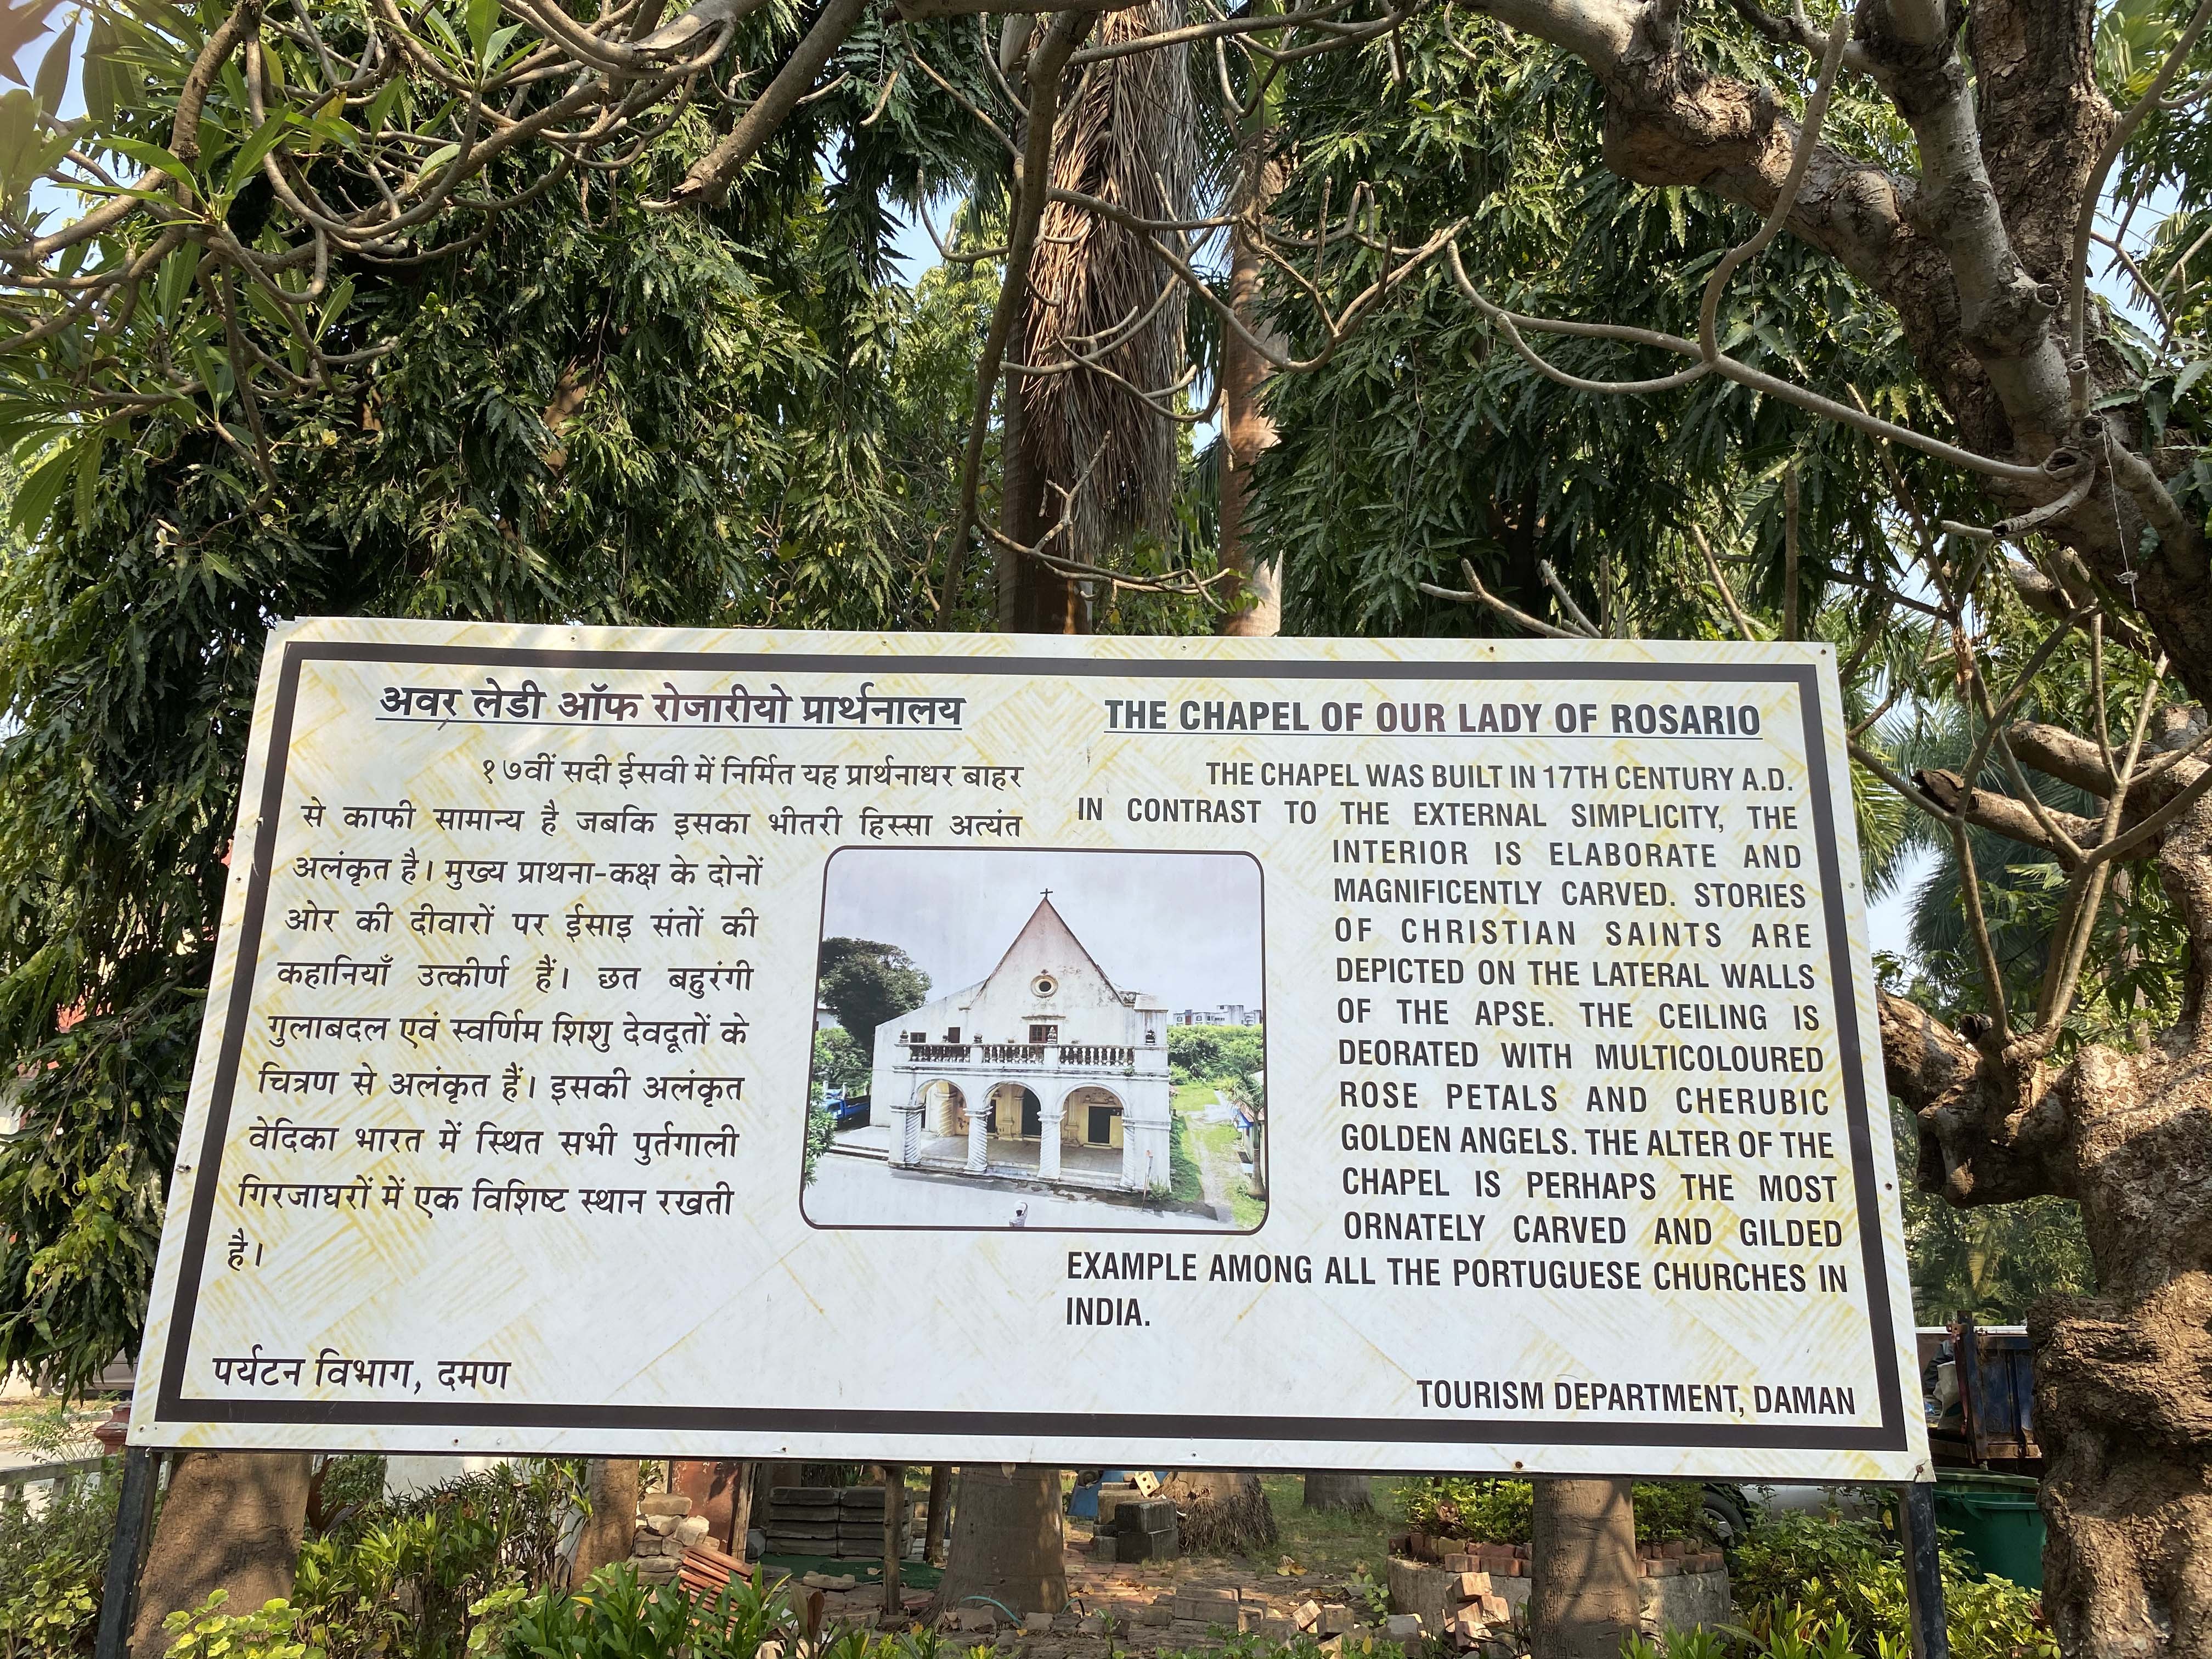 अवर लेडी ऑफ रोजारीयो प्रार्थनालय
१७वीं सदी ईसवी में निर्मित यह प्रार्थनाधर बाहर
से काफी सामान्य है जबकि इसका भीतरी हिस्सा अत्यंत
अलंकृत है। मुख्य प्राथना-कक्ष के दोनों
ओर की दीवारों पर ईसाइ संतों की
कहानियाँ उत्कीर्ण हैं। छत बहुरंगी
गुलाबदल एवं स्वर्णिम शिशु देवदूतों के
चित्रण से अलंकृत हैं। इसकी अलंकृत
वेदिका भारत में स्थित सभी पुर्तगाली
गिरजाघरों में एक विशिष्ट स्थान रखती
है।
पर्यटन विभाग, दमण
THE CHAPEL OF OUR LADY OF ROSARIO
THE CHAPEL WAS BUILT IN 17TH CENTURY A.D.
IN CONTRAST TO THE EXTERNAL SIMPLICITY, THE
INTERIOR IS ELABORATE AND
MAGNIFICENTLY CARVED. STORIES
OF CHRISTIAN SAINTS ARE
DEPICTED ON THE LATERAL WALLS
OF THE APSE. THE CEILING IS
DEORATED WITH MULTICOLOURED
ROSE PETALS AND CHERUBIC
GOLDEN ANGELS. THE ALTER OF THE
CHAPEL IS PERHAPS THE MOST
ORNATELY CARVED AND GILDED
EXAMPLE AMONG ALL THE PORTUGUESE CHURCHES IN
INDIA.
TOURISM DEPARTMENT, DAMAN